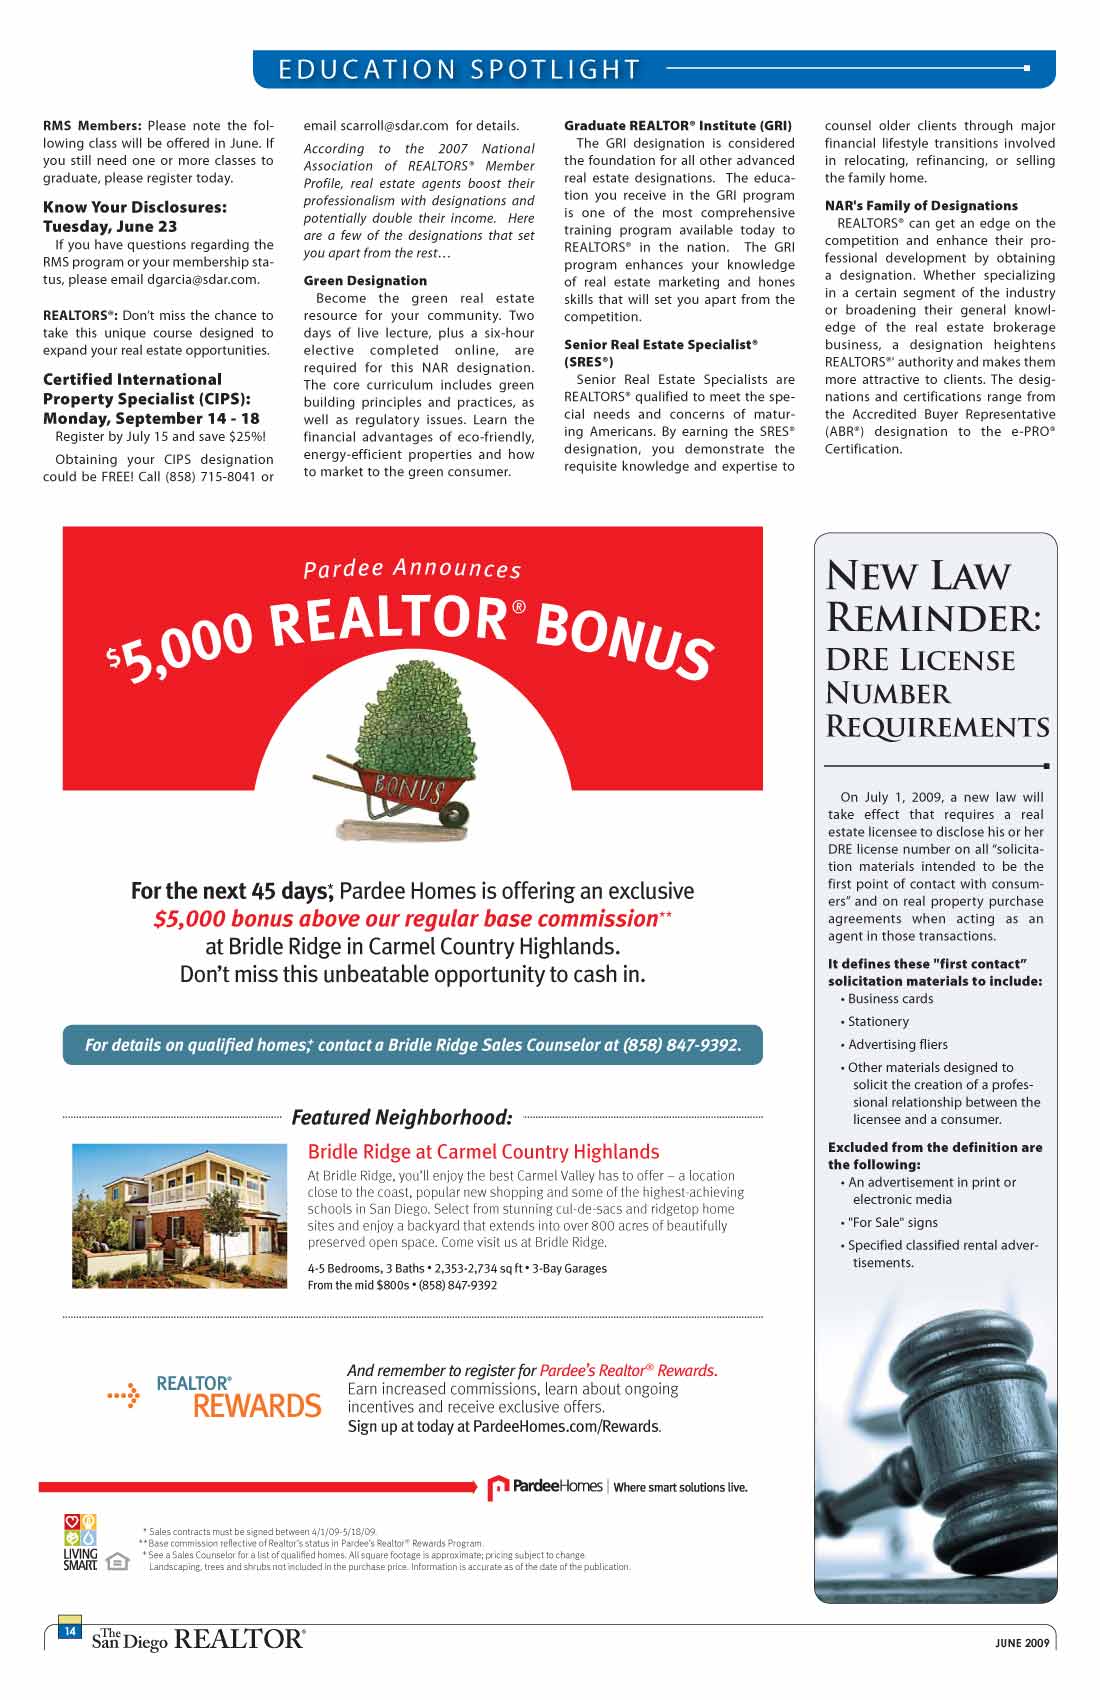 EDUCATION SPOTLIGHT
RMS Members: Please note the fol-
lowing class will be offered in June. If
you still need one or more classes to
graduate, please register today.
Know Your Disclosures:
Tuesday, June 23
If you have questions regarding the
RMS program or your membership sta-
tus, please email dgarcia@sdar.com.
REALTORS®: Don't miss the chance to
take this unique course designed to
expand your real estate opportunities.
Certified International
Property Specialist (CIPS):
Monday, September 14 - 18
Register by July 15 and save $25%!
Obtaining your CIPS designation
could be FREE! Call (858) 715-8041 or
email scarroll@sdar.com for details.
According to the 2007 National
Association of REALTORS® Member
Profile, real estate agents boost their
professionalism with designations and
potentially double their income. Here
are a few of the designations that set
you apart from the rest…
Green Designation
Become the green real estate
resource for your community. Two
days of live lecture, plus a six-hour
elective completed online, are
required for this NAR designation.
The core curriculum includes green
building principles and practices, as
well as regulatory issues. Learn the
financial advantages of eco-friendly,
energy-efficient properties and how
to market to the green consumer.
Graduate REALTOR® Institute (GRI)
The GRI designation is considered
the foundation for all other advanced
real estate designations. The educa-
tion you receive in the GRI program
is one of the most comprehensive
training program available today to
REALTORS® in the nation. The GRI
program enhances your knowledge
of real estate marketing and hones
skills that will set you apart from the
competition.
Senior Real Estate Specialist®
(SRES®)
Senior Real Estate Specialists are
REALTORS® qualified to meet the spe-
cial needs and concerns of matur-
ing Americans. By earning the SRES®
designation, you demonstrate the
requisite knowledge and expertise to
counsel older clients through major
financial lifestyle transitions involved
in relocating, refinancing, or selling
the family home.
NAR's Family of Designations
REALTORS® can get an edge on the
competition and enhance their pro-
fessional development by obtaining
a designation. Whether specializing
in a certain segment of the industry
or broadening their general knowl-
edge of the real estate brokerage
business, a designation heightens
REALTORS®' authority and makes them
more attractive to clients. The desig-
nations and certifications range from
the Accredited Buyer Representative
(ABR®) designation to the e-PRO®
Certification.
Pardee Announces
$5,000 REALTOR® BONUS
BONUS
For the next 45 days,* Pardee Homes is offering an exclusive
$5,000 bonus above our regular base commission**
at Bridle Ridge in Carmel Country Highlands.
Don't miss this unbeatable opportunity to cash in.
For details on qualified homes,+ contact a Bridle Ridge Sales Counselor at (858) 847-9392.
Featured Neighborhood:
Bridle Ridge at Carmel Country Highlands
At Bridle Ridge, you'll enjoy the best Carmel Valley has to offer – a location
close to the coast, popular new shopping and some of the highest-achieving
schools in San Diego. Select from stunning cul-de-sacs and ridgetop home
sites and enjoy a backyard that extends into over 800 acres of beautifully
preserved open space. Come visit us at Bridle Ridge.
4-5 Bedrooms, 3 Baths • 2,353-2,734 sq ft • 3-Bay Garages
From the mid $800s • (858) 847-9392
REALTOR®
REWARDS
And remember to register for Pardee's Realtor® Rewards.
Earn increased commissions, learn about ongoing
incentives and receive exclusive offers.
Sign up at today at PardeeHomes.com/Rewards.
PardeeHomes | Where smart solutions live.
LIVING
SMART
* Sales contracts must be signed between 4/1/09-5/18/09.
** Base commission reflective of Realtor's status in Pardee's Realtor® Rewards Program.
+ See a Sales Counselor for a list of qualified homes. All square footage is approximate; pricing subject to change.
Landscaping, trees and shrubs not included in the purchase price. Information is accurate as of the date of the publication.
New Law
Reminder:
DRE License
Number
Requirements
On July 1, 2009, a new law will
take effect that requires a real
estate licensee to disclose his or her
DRE license number on all "solicita-
tion materials intended to be the
first point of contact with consum-
ers" and on real property purchase
agreements when acting as an
agent in those transactions.
It defines these "first contact"
solicitation materials to include:
• Business cards
• Stationery
• Advertising fliers
• Other materials designed to
solicit the creation of a profes-
sional relationship between the
licensee and a consumer.
Excluded from the definition are
the following:
• An advertisement in print or
electronic media
• "For Sale" signs
• Specified classified rental adver-
tisements.
14
The San Diego REALTOR®
JUNE 2009